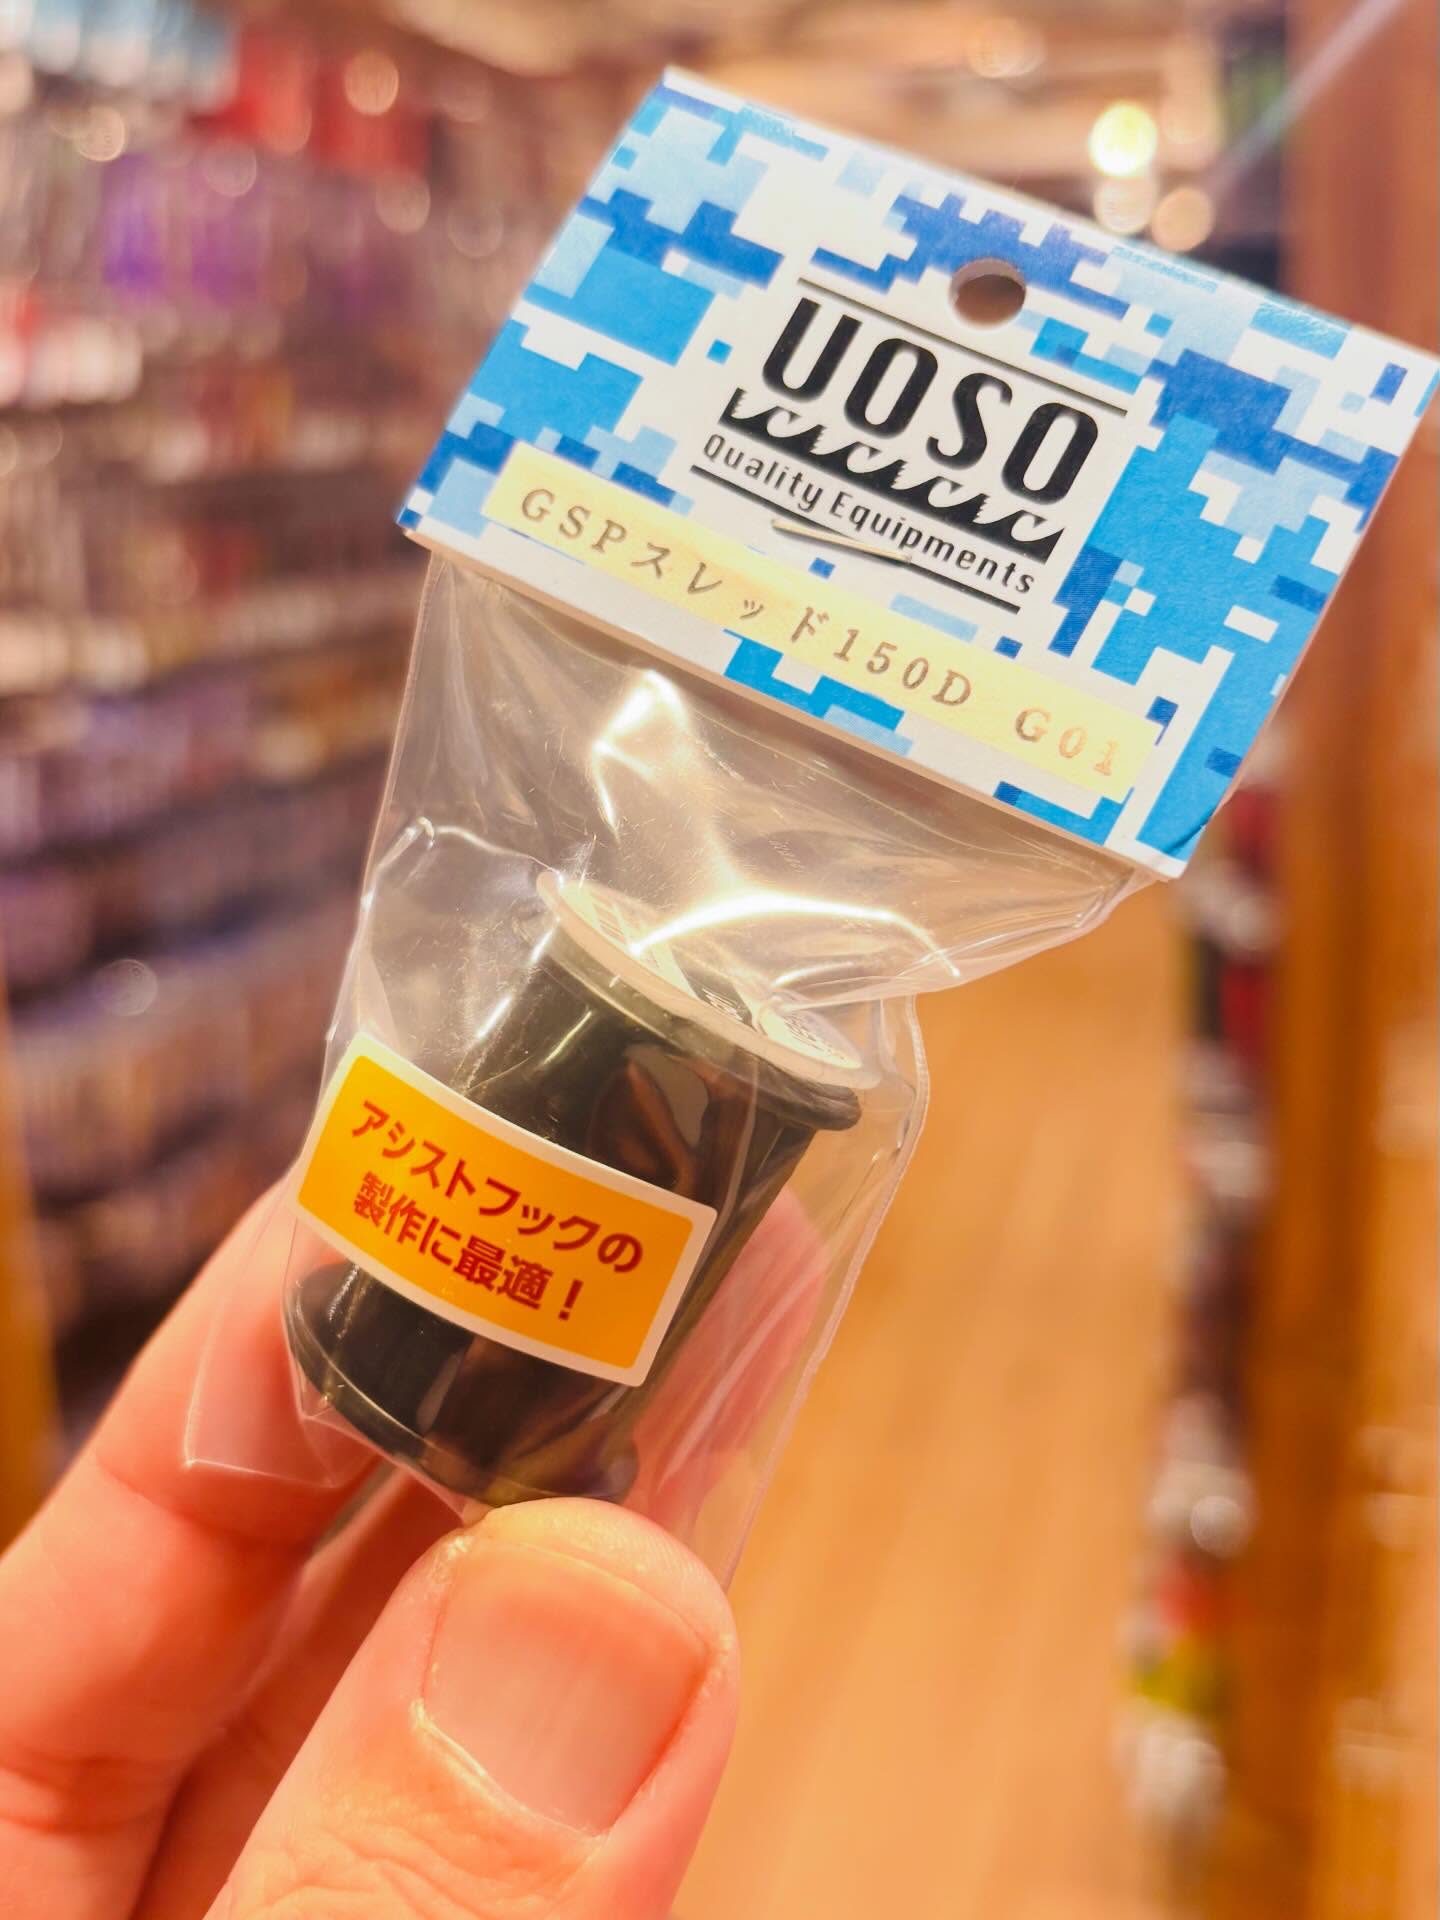 UOSO
Quality Equipments
GSPスレッド150D G01
アシストフックの
製作に最適！